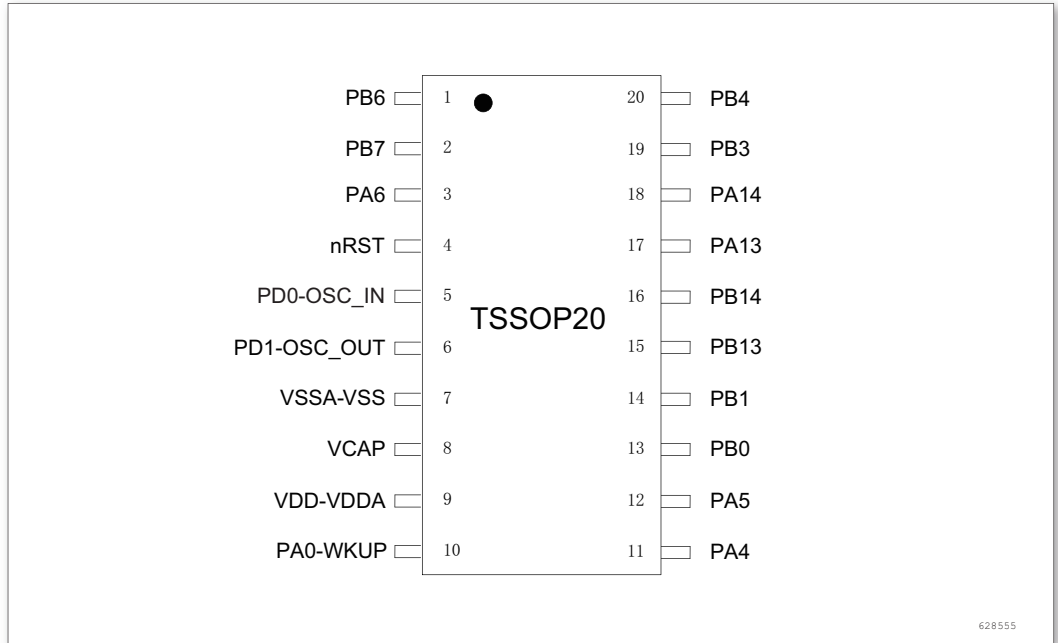 PB6 1 20 PB4
PB7 2 19 PB3
PA6 3 18 PA14
nRST 4 17 PA13
PD0-OSC_IN 5 16 PB14
TSSOP20
PD1-OSC_OUT 6 15 PB13
VSSA-VSS 7 14 PB1
VCAP 8 13 PB0
VDD-VDDA 9 12 PA5
PA0-WKUP 10 11 PA4
628555